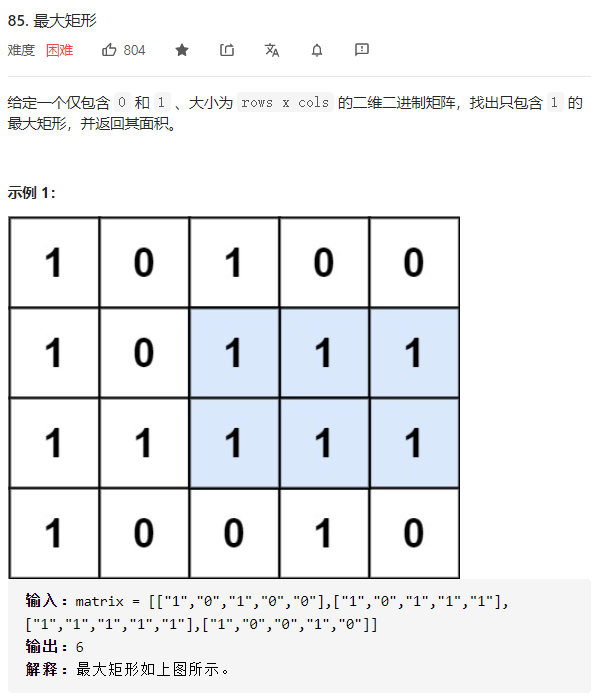 85. 最大矩形
难度 困难 804
给定一个仅包含 0 和 1 、大小为 rows x cols 的二维二进制矩阵，找出只包含 1 的
最大矩形，并返回其面积。
示例 1：
1 0 1 0 0
1 0 1 1 1
1 1 1 1 1
1 0 0 1 0
输入：matrix = [["1","0","1","0","0"],["1","0","1","1","1"],
["1","1","1","1","1"],["1","0","0","1","0"]]
输出：6
解释：最大矩形如上图所示。